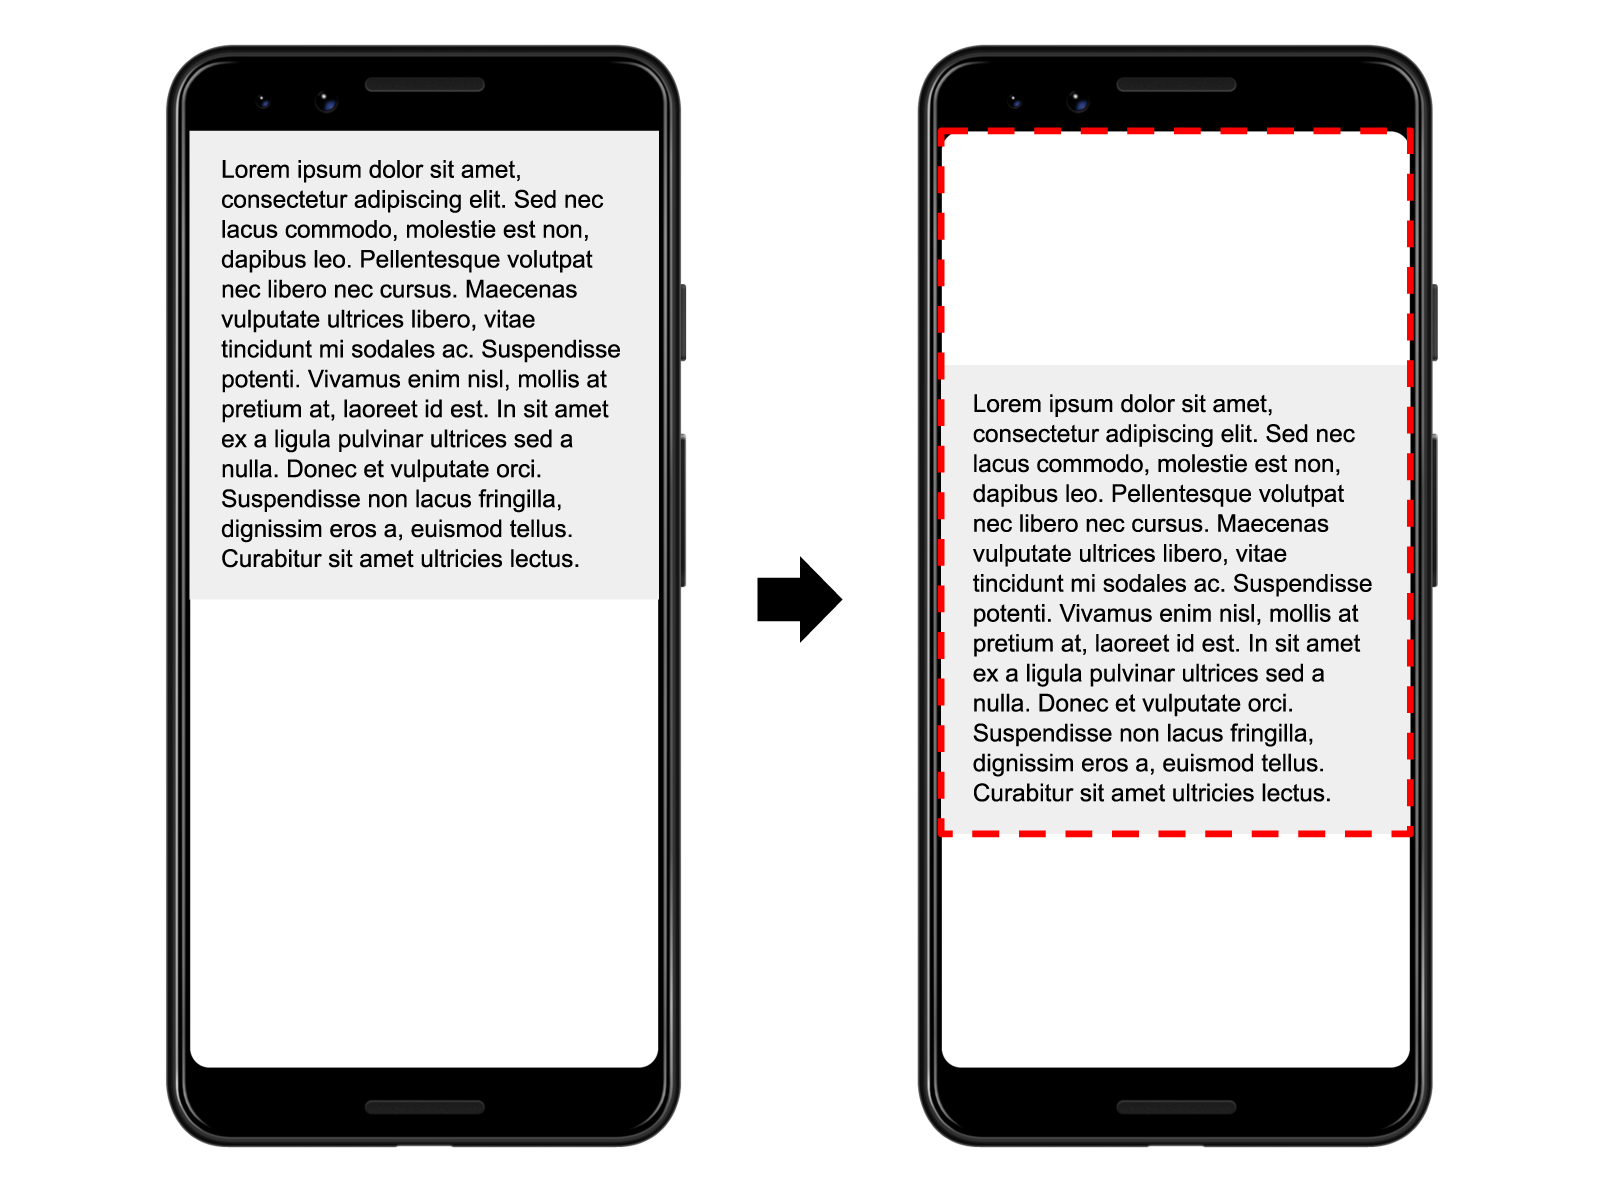 Lorem ipsum dolor sit amet,
consectetur adipiscing elit. Sed nec
lacus commodo, molestie est non,
dapibus leo. Pellentesque volutpat
nec libero nec cursus. Maecenas
vulputate ultrices libero, vitae
tincidunt mi sodales ac. Suspendisse
potenti. Vivamus enim nisl, mollis at
pretium at, laoreet id est. In sit amet
ex a ligula pulvinar ultrices sed a
nulla. Donec et vulputate orci.
Suspendisse non lacus fringilla,
dignissim eros a, euismod tellus.
Curabitur sit amet ultricies lectus.
Lorem ipsum dolor sit amet,
consectetur adipiscing elit. Sed nec
lacus commodo, molestie est non,
dapibus leo. Pellentesque volutpat
nec libero nec cursus. Maecenas
vulputate ultrices libero, vitae
tincidunt mi sodales ac. Suspendisse
potenti. Vivamus enim nisl, mollis at
pretium at, laoreet id est. In sit amet
ex a ligula pulvinar ultrices sed a
nulla. Donec et vulputate orci.
Suspendisse non lacus fringilla,
dignissim eros a, euismod tellus.
Curabitur sit amet ultricies lectus.